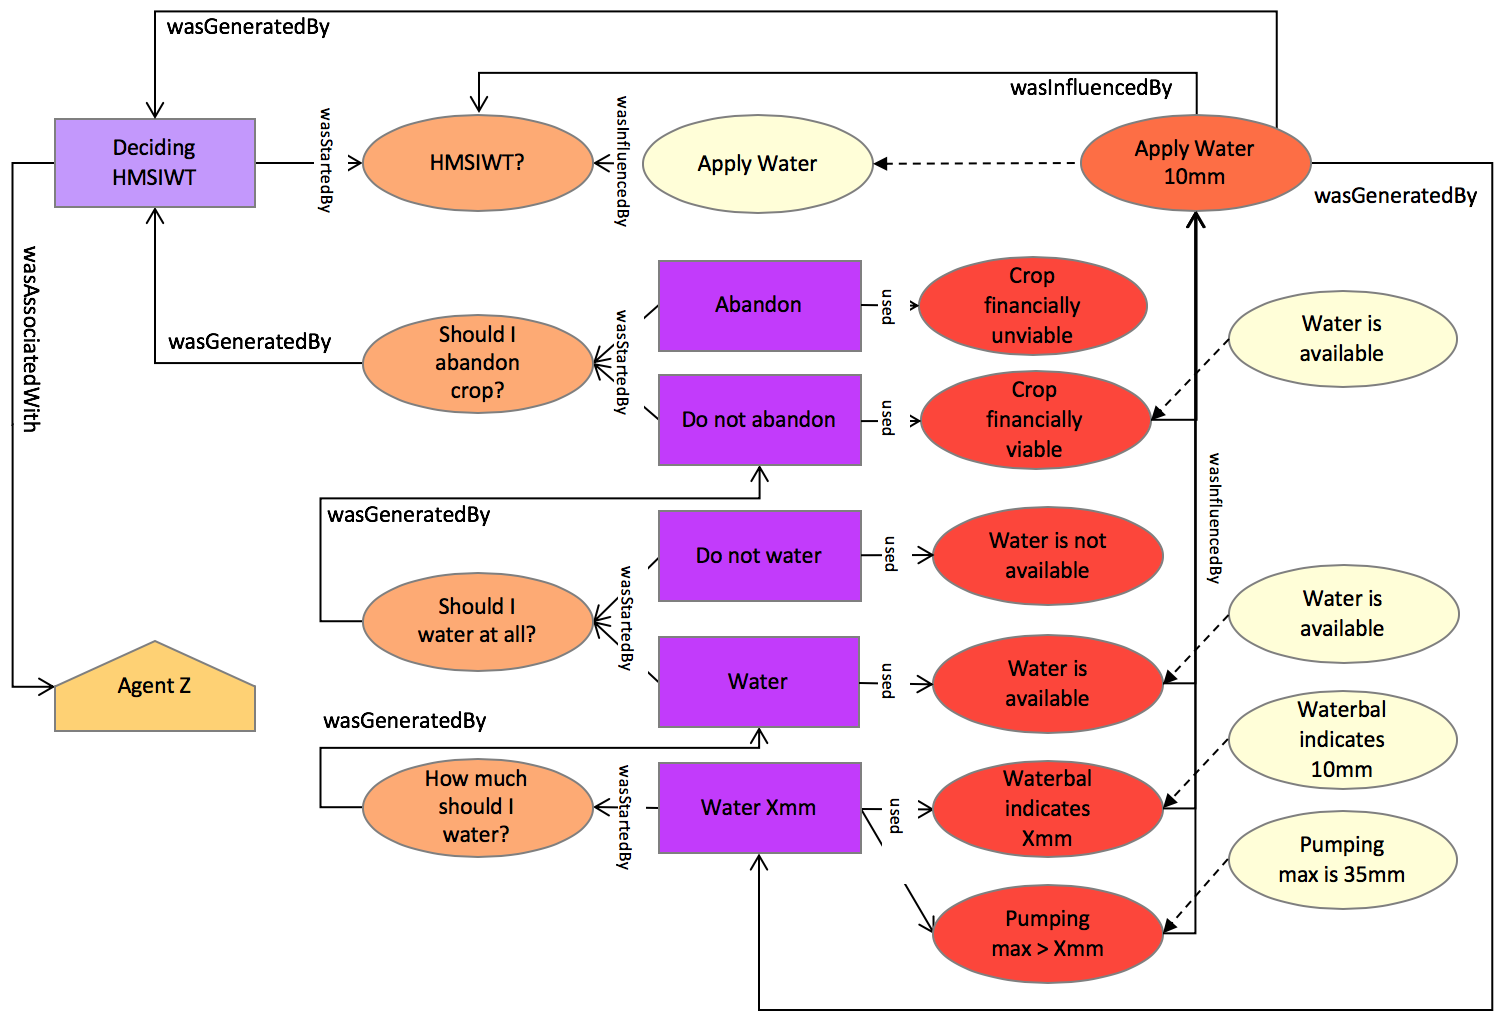 wasGeneratedBy
wasInfluencedBy
Deciding
HMSIWT
wasStartedBy
HMSIWT?
wasInfluencedBy
Apply Water
Apply Water
10mm
wasGeneratedBy
wasAssociatedWith
Abandon
used
Crop
financially
unviable
Should I
abandon
crop?
wasGeneratedBy
wasStartedBy
Water is
available
Do not abandon
used
Crop
financially
viable
wasInfluencedBy
wasGeneratedBy
Do not water
used
Water is not
available
Should I
water at all?
wasStartedBy
Water is
available
Water
used
Water is
available
Agent Z
wasGeneratedBy
Waterbal
indicates
10mm
How much
should I
water?
wasStartedBy
Water Xmm
used
Waterbal
indicates
Xmm
Pumping
max is 35mm
Pumping
max > Xmm